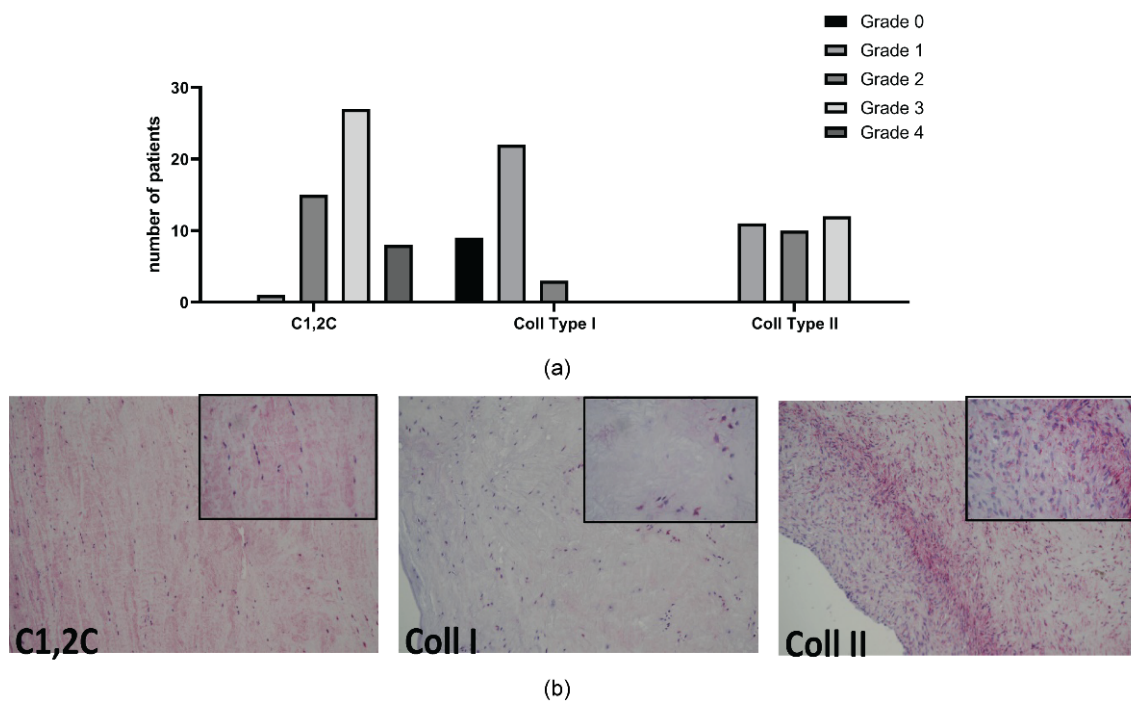 Grade 0
Grade 1
Grade 2
Grade 3
Grade 4
number of patients
30
20
10
0
C1,2C
Coll Type I
Coll Type II
(a)
C1,2C
Coll I
Coll II
(b)